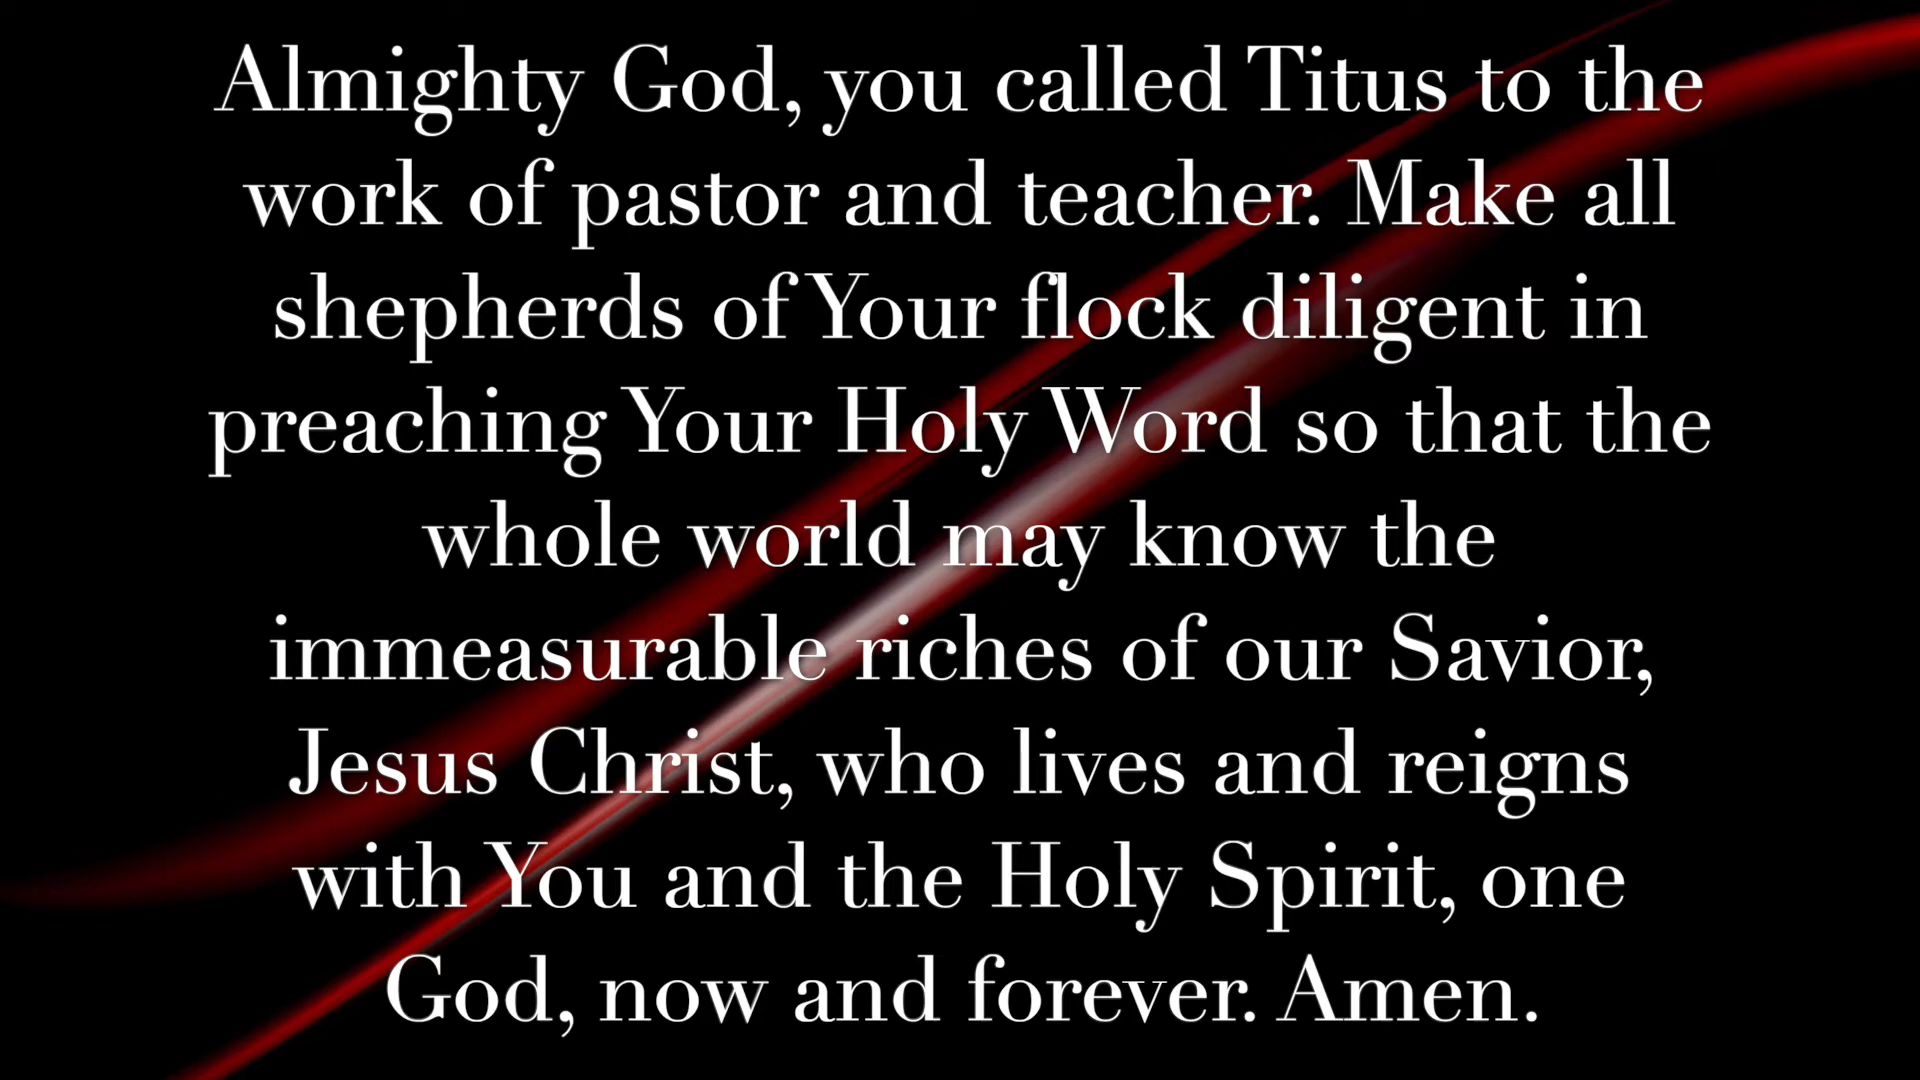 Almighty God, you called Titus to the
work of pastor and teacher. Make all
shepherds of Your flock diligent in
preaching Your Holy Word so that the
whole world may know the
immeasurable riches of our Savior,
Jesus Christ, who lives and reigns
with You and the Holy Spirit, one
God, now and forever. Amen.